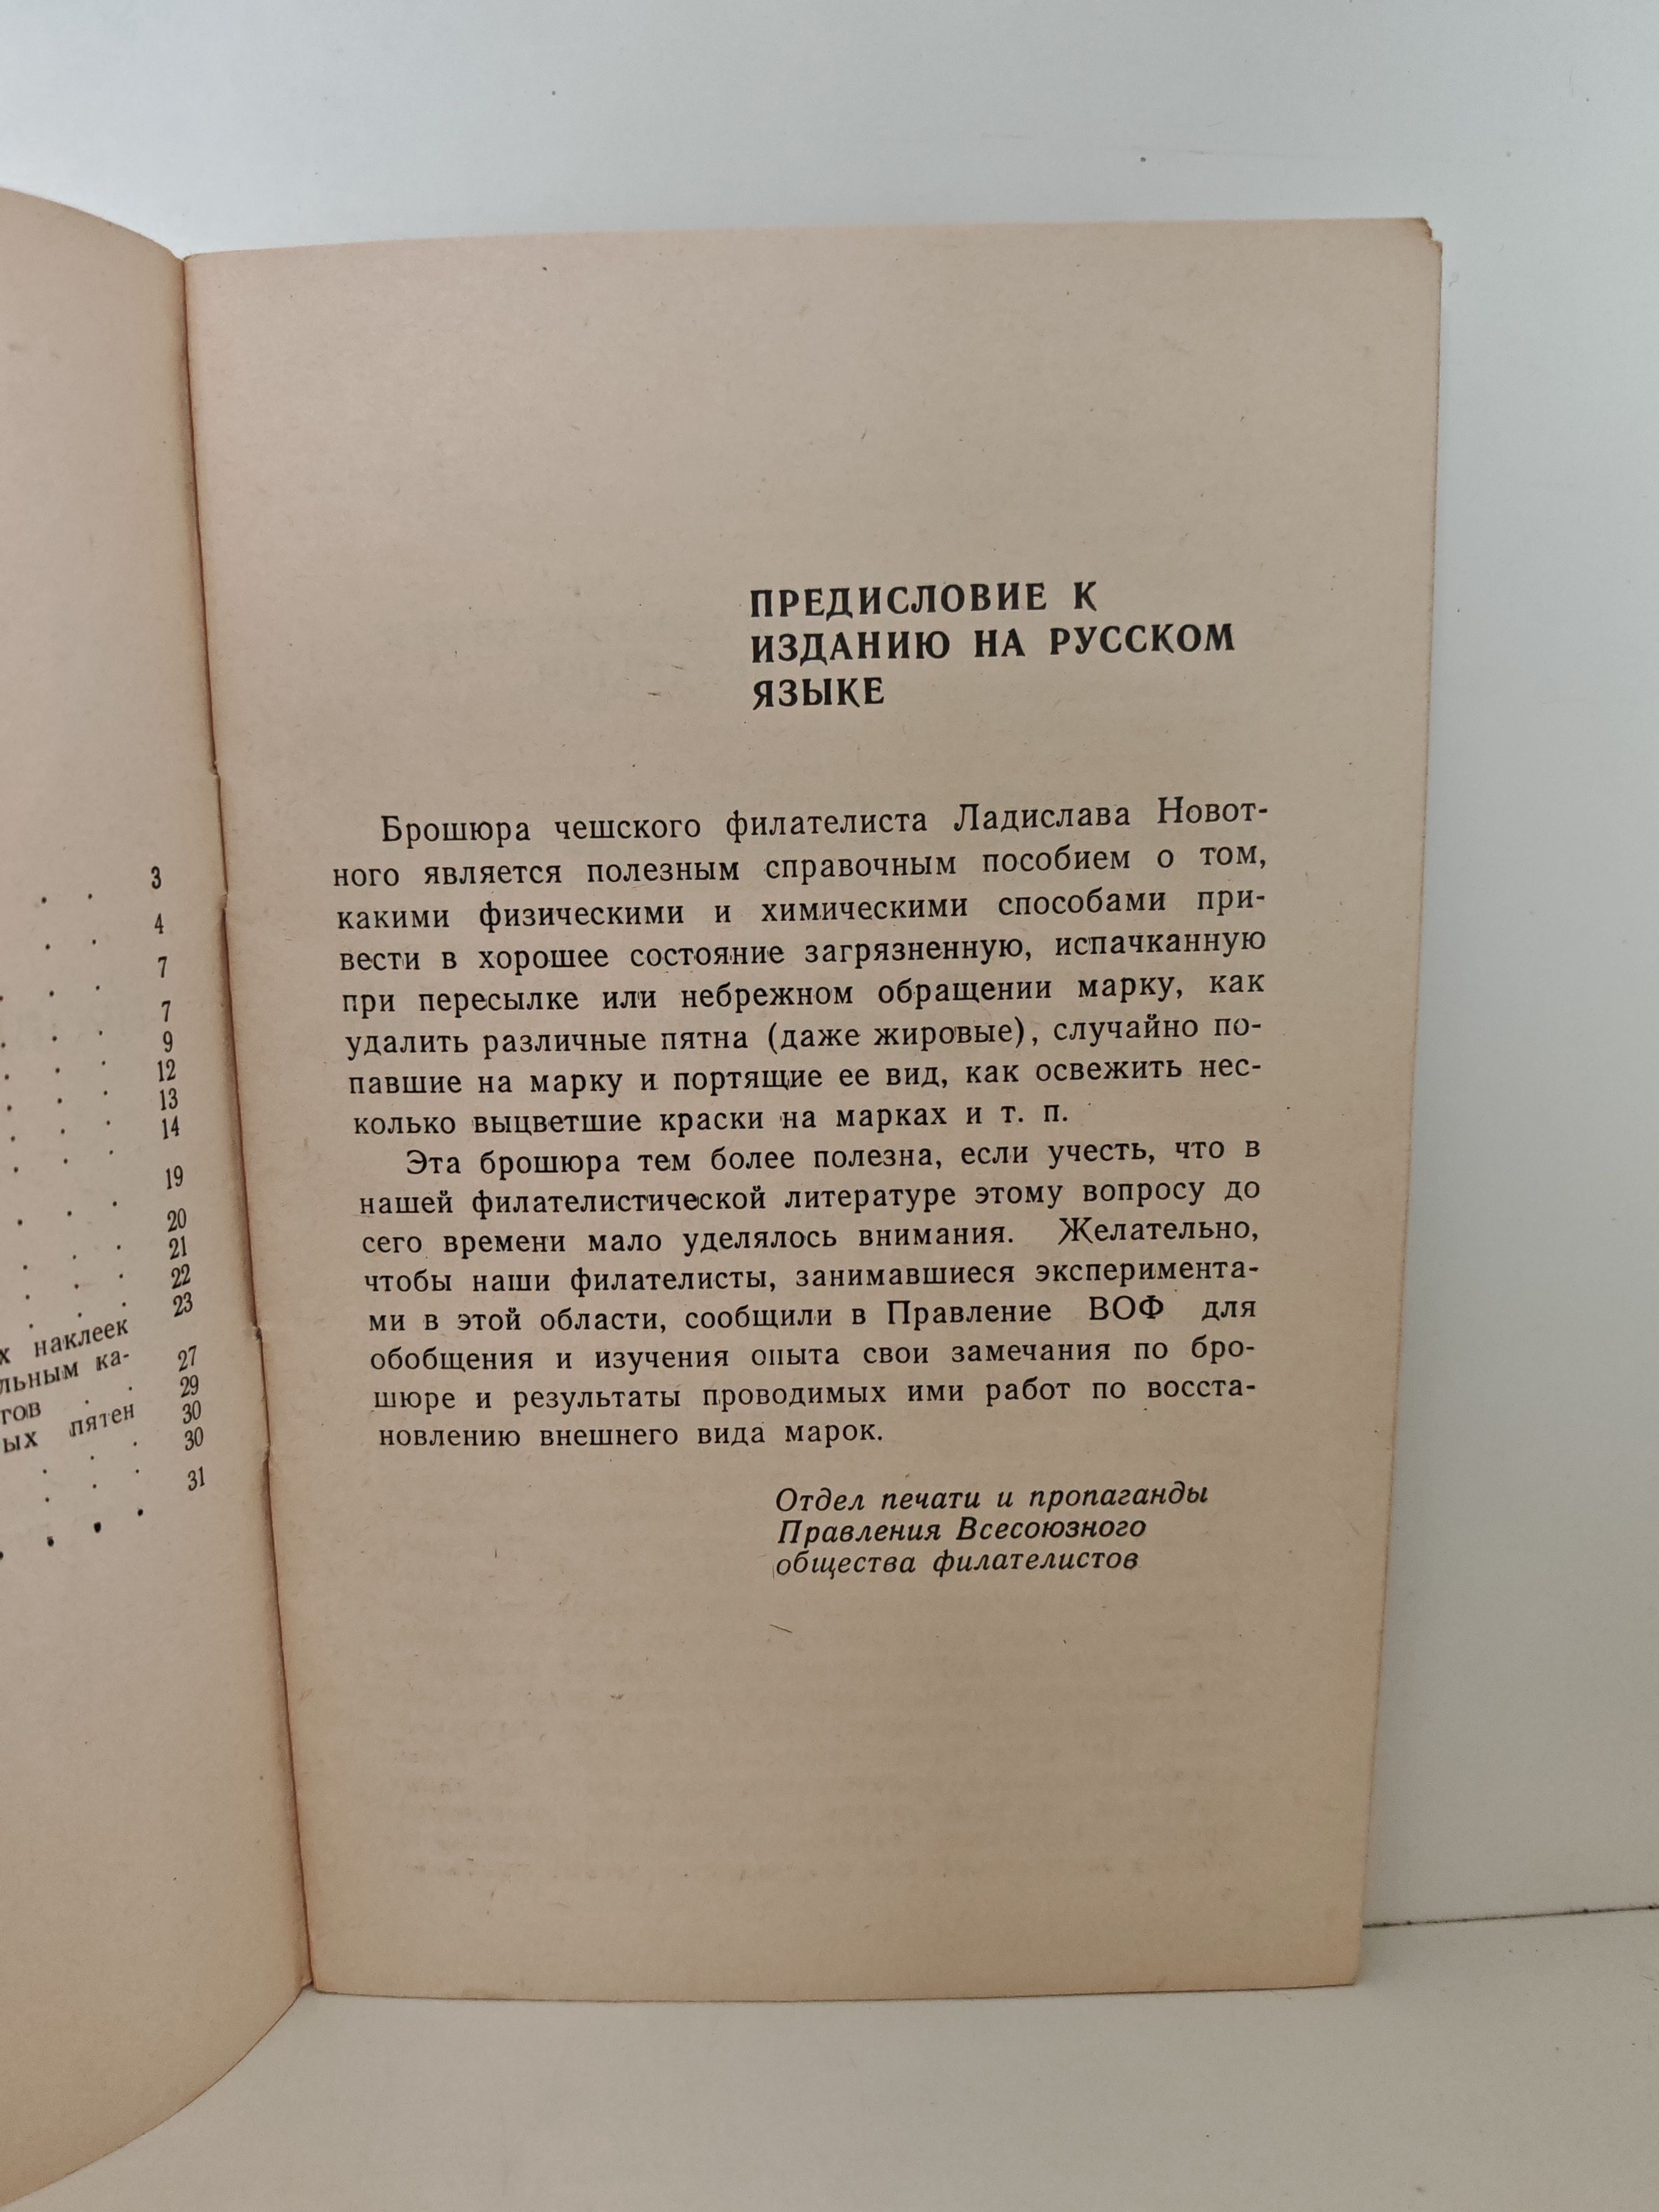 3
4
7
7
9
12
13
14
19
20
21
22
23
х наклеек
льным ка-
гов 27
ых пятен 29
30
30
31
ПРЕДИСЛОВИЕ К
ИЗДАНИЮ НА РУССКОМ
ЯЗЫКЕ
Брошюра чешского филателиста Ладислава Новот-
ного является полезным справочным пособием о том,
какими физическими и химическими способами при-
вести в хорошее состояние загрязненную, испачканную
при пересылке или небрежном обращении марку, как
удалить различные пятна (даже жировые), случайно по-
павшие на марку и портящие ее вид, как освежить нес-
колько выцветшие краски на марках и т. п.
Эта брошюра тем более полезна, если учесть, что в
нашей филателистической литературе этому вопросу до
сего времени мало уделялось внимания. Желательно,
чтобы наши филателисты, занимавшиеся эксперимента-
ми в этой области, сообщили в Правление ВОФ для
обобщения и изучения опыта свои замечания по бро-
шюре и результаты проводимых ими работ по восста-
новлению внешнего вида марок.
Отдел печати и пропаганды
Правления Всесоюзного
общества филателистов